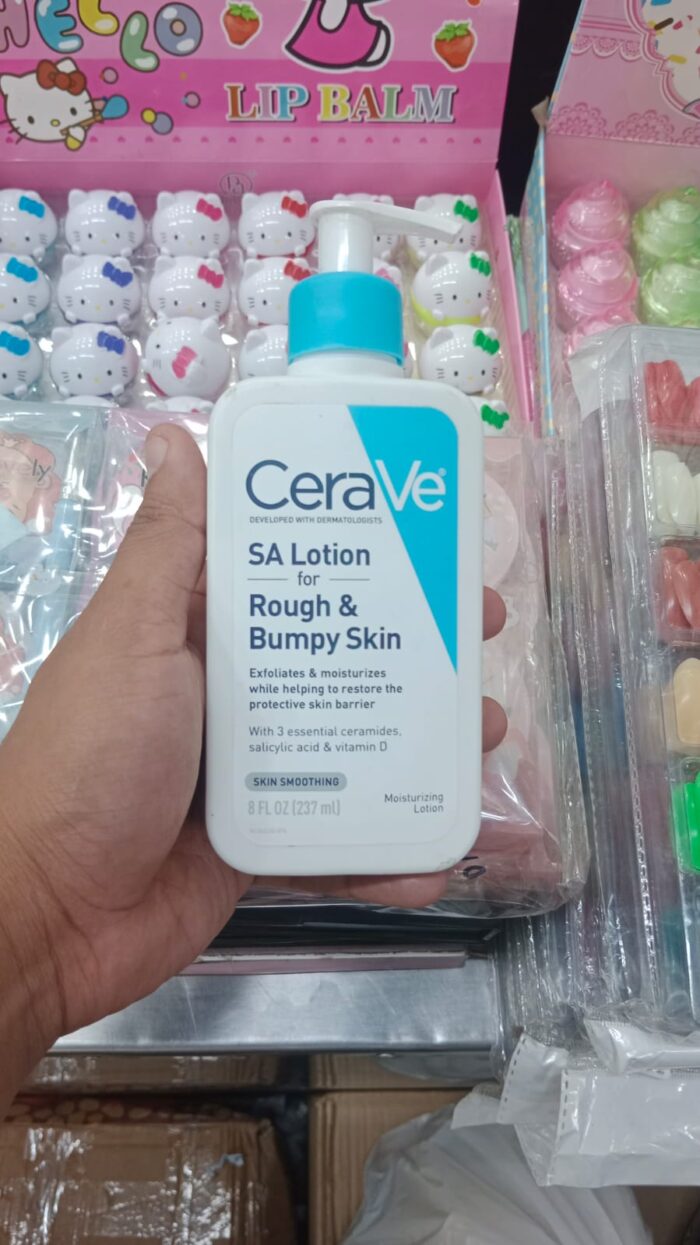 HELLO
LIP BALM
CeraVe®
DEVELOPED WITH DERMATOLOGISTS
SA Lotion
for
Rough &
Bumpy Skin
Exfoliates & moisturizes
while helping to restore the
protective skin barrier
With 3 essential ceramides,
salicylic acid & vitamin D
SKIN SMOOTHING
8 FL OZ (237 ml)
Moisturizing
Lotion